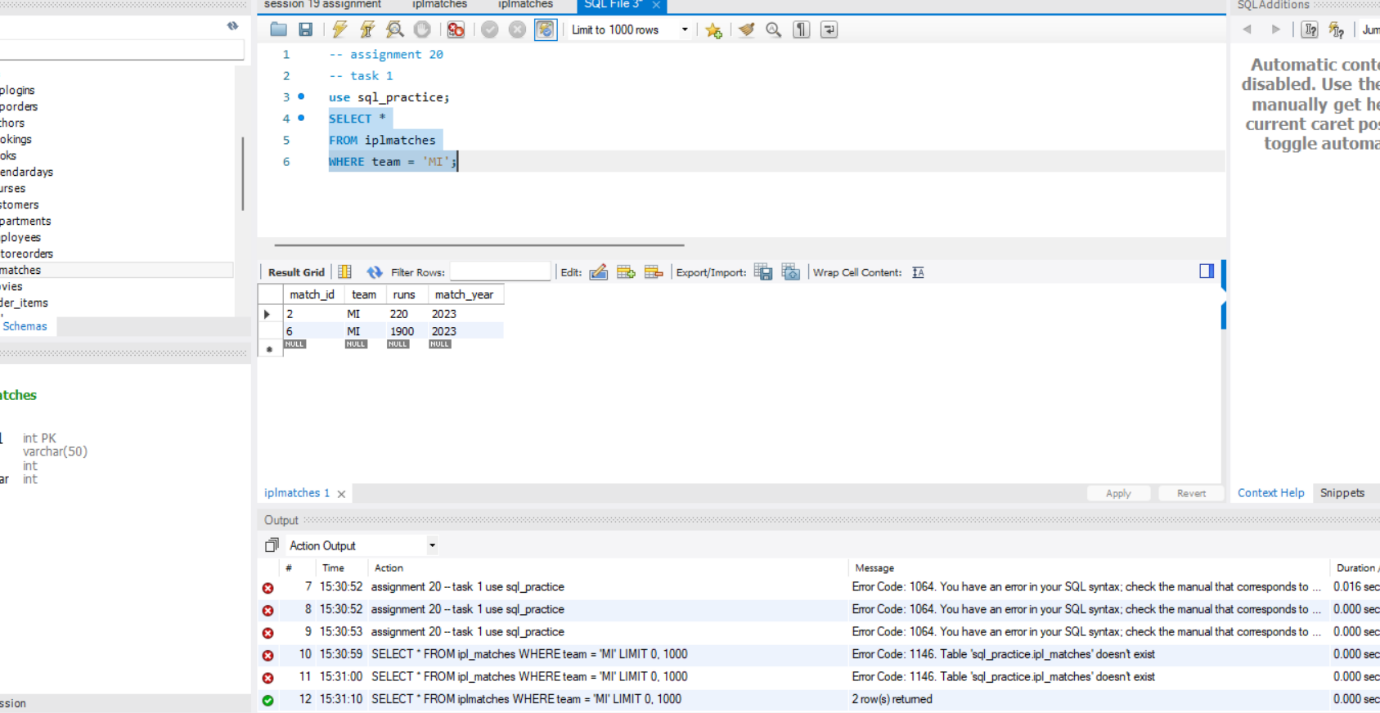 session 19 assignment iplmatches iplmatches SQL File 3* ×
SQLAdditions
Limit to 1000 rows
Jum
1 -- assignment 20
2 -- task 1
3 use sql_practice;
4 SELECT *
5 FROM iplmatches
6 WHERE team = 'MI';
Automatic conte
disabled. Use the
manually get he
current caret pos
toggle automa
plogins
porders
thors
okings
oks
endardays
urses
stomers
partments
ployees
toreorders
matches
vies
der_items
Schemas
atches
int PK
varchar(50)
int
ar int
ssion
Result Grid Filter Rows: Edit: Export/Import: Wrap Cell Content:
match_id team runs match_year
2 MI 220 2023
6 MI 1900 2023
NULL NULL NULL NULL
iplmatches 1 ×
Apply Revert
Context Help Snippets
Output
Action Output
# Time Action Message Duration /
7 15:30:52 assignment 20 -- task 1 use sql_practice Error Code: 1064. You have an error in your SQL syntax; check the manual that corresponds to ... 0.016 sec
8 15:30:52 assignment 20 -- task 1 use sql_practice Error Code: 1064. You have an error in your SQL syntax; check the manual that corresponds to ... 0.000 sec
9 15:30:53 assignment 20 -- task 1 use sql_practice Error Code: 1064. You have an error in your SQL syntax; check the manual that corresponds to ... 0.000 sec
10 15:30:59 SELECT * FROM ipl_matches WHERE team = 'MI' LIMIT 0, 1000 Error Code: 1146. Table 'sql_practice.ipl_matches' doesn't exist 0.000 sec
11 15:31:00 SELECT * FROM ipl_matches WHERE team = 'MI' LIMIT 0, 1000 Error Code: 1146. Table 'sql_practice.ipl_matches' doesn't exist 0.000 sec
12 15:31:10 SELECT * FROM iplmatches WHERE team = 'MI' LIMIT 0, 1000 2 row(s) returned 0.000 sec